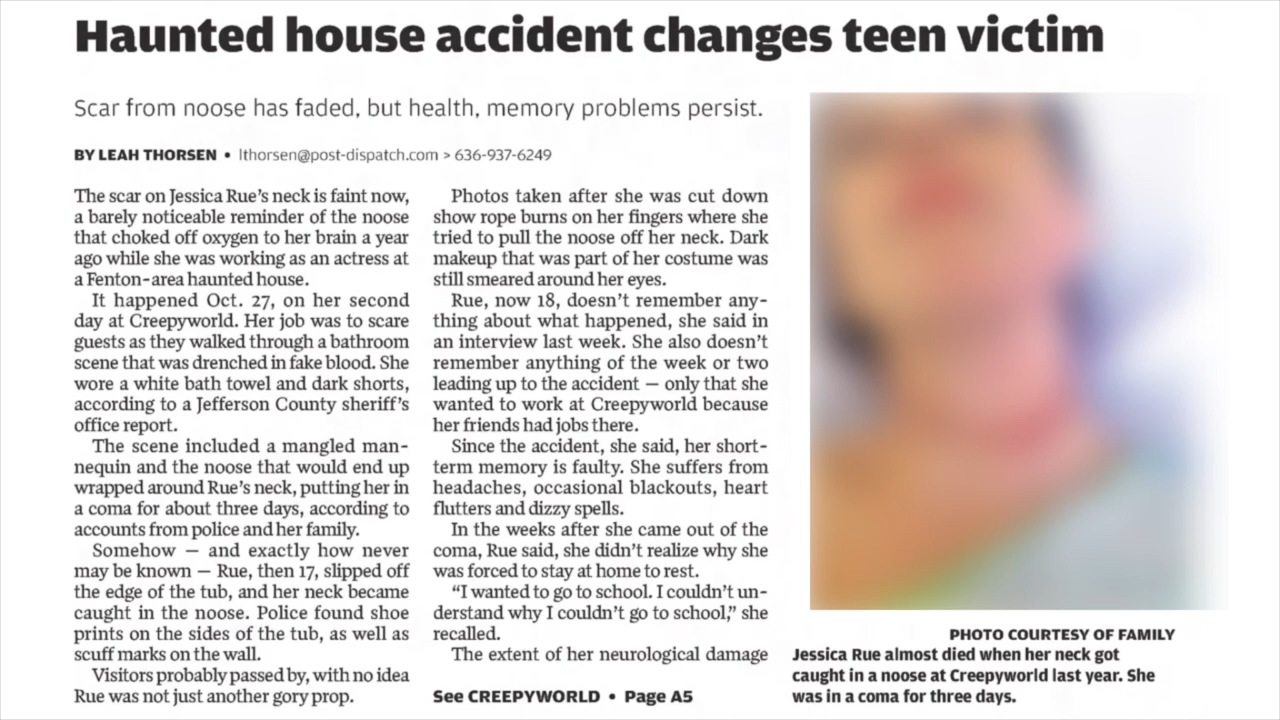 Haunted house accident changes teen victim
Scar from noose has faded, but health, memory problems persist.
BY LEAH THORSEN • lthorsen@post-dispatch.com > 636-937-6249
The scar on Jessica Rue’s neck is faint now,
a barely noticeable reminder of the noose
that choked off oxygen to her brain a year
ago while she was working as an actress at
a Fenton-area haunted house.
It happened Oct. 27, on her second
day at Creepyworld. Her job was to scare
guests as they walked through a bathroom
scene that was drenched in fake blood. She
wore a white bath towel and dark shorts,
according to a Jefferson County sheriff’s
office report.
The scene included a mangled man-
nequin and the noose that would end up
wrapped around Rue’s neck, putting her in
a coma for about three days, according to
accounts from police and her family.
Somehow — and exactly how never
may be known — Rue, then 17, slipped off
the edge of the tub, and her neck became
caught in the noose. Police found shoe
prints on the sides of the tub, as well as
scuff marks on the wall.
Visitors probably passed by, with no idea
Rue was not just another gory prop.
Photos taken after she was cut down
show rope burns on her fingers where she
tried to pull the noose off her neck. Dark
makeup that was part of her costume was
still smeared around her eyes.
Rue, now 18, doesn’t remember any-
thing about what happened, she said in
an interview last week. She also doesn’t
remember anything of the week or two
leading up to the accident — only that she
wanted to work at Creepyworld because
her friends had jobs there.
Since the accident, she said, her short-
term memory is faulty. She suffers from
headaches, occasional blackouts, heart
flutters and dizzy spells.
In the weeks after she came out of the
coma, Rue said, she didn’t realize why she
was forced to stay at home to rest.
“I wanted to go to school. I couldn’t un-
derstand why I couldn’t go to school,” she
recalled.
The extent of her neurological damage
See CREEPYWORLD • Page A5
PHOTO COURTESY OF FAMILY
Jessica Rue almost died when her neck got
caught in a noose at Creepyworld last year. She
was in a coma for three days.